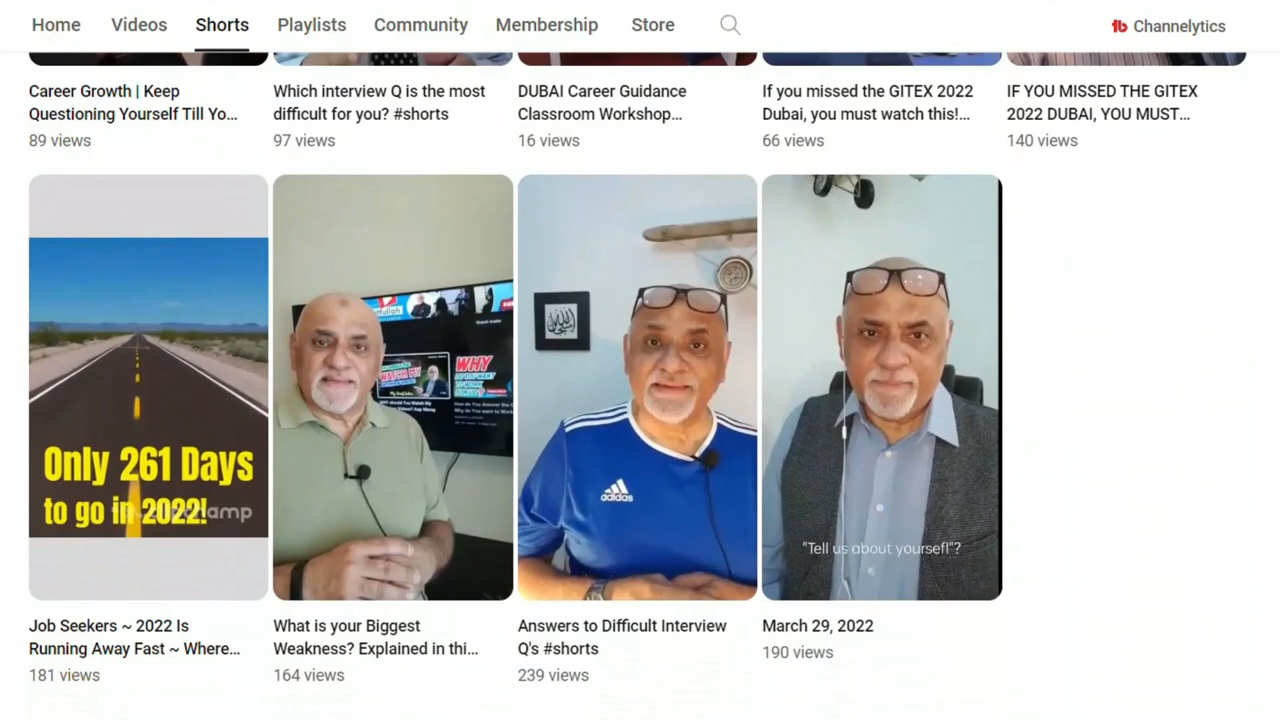 Home Videos Shorts Playlists Community Membership Store
Channelytics
Career Growth | Keep
Questioning Yourself Till Yo...
89 views
Which interview Q is the most
difficult for you? #shorts
97 views
DUBAI Career Guidance
Classroom Workshop...
16 views
If you missed the GITEX 2022
Dubai, you must watch this!...
66 views
IF YOU MISSED THE GITEX
2022 DUBAI, YOU MUST...
140 views
Only 261 Days
to go in 2022!
WATCH MY
WHY
adidas
"Tell us about yoursefl"?
Job Seekers ~ 2022 Is
Running Away Fast ~ Where...
181 views
What is your Biggest
Weakness? Explained in thi...
164 views
Answers to Difficult Interview
Q's #shorts
239 views
March 29, 2022
190 views